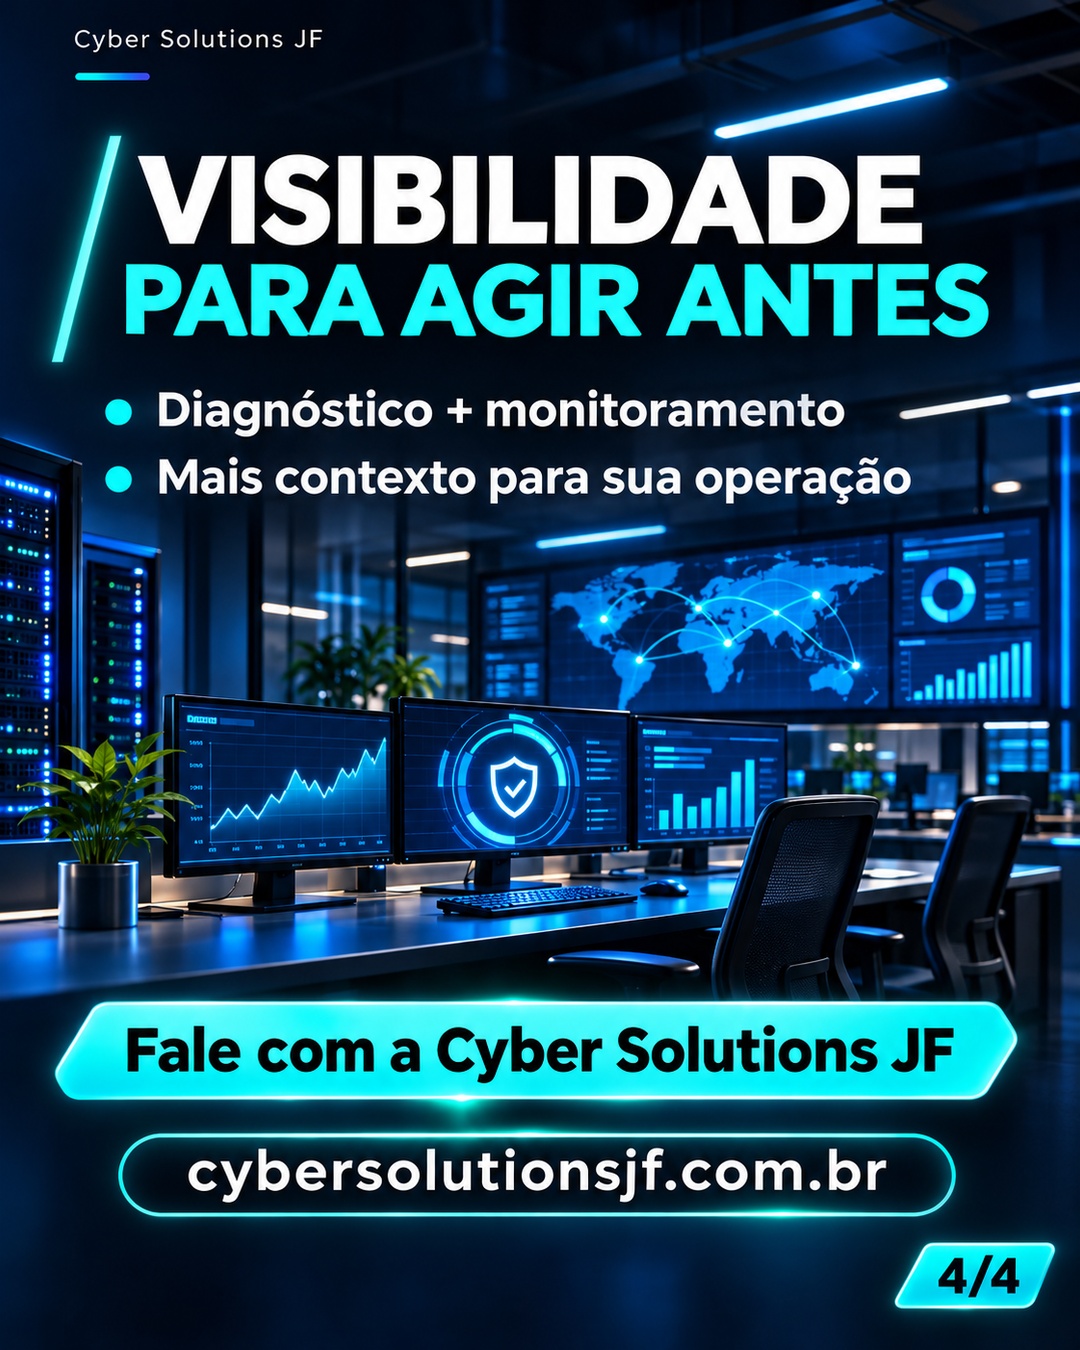 Cyber Solutions JF
VISIBILIDADE
PARA AGIR ANTES
Diagnóstico + monitoramento
Mais contexto para sua operação
Fale com a Cyber Solutions JF
cybersolutionsjf.com.br
4/4